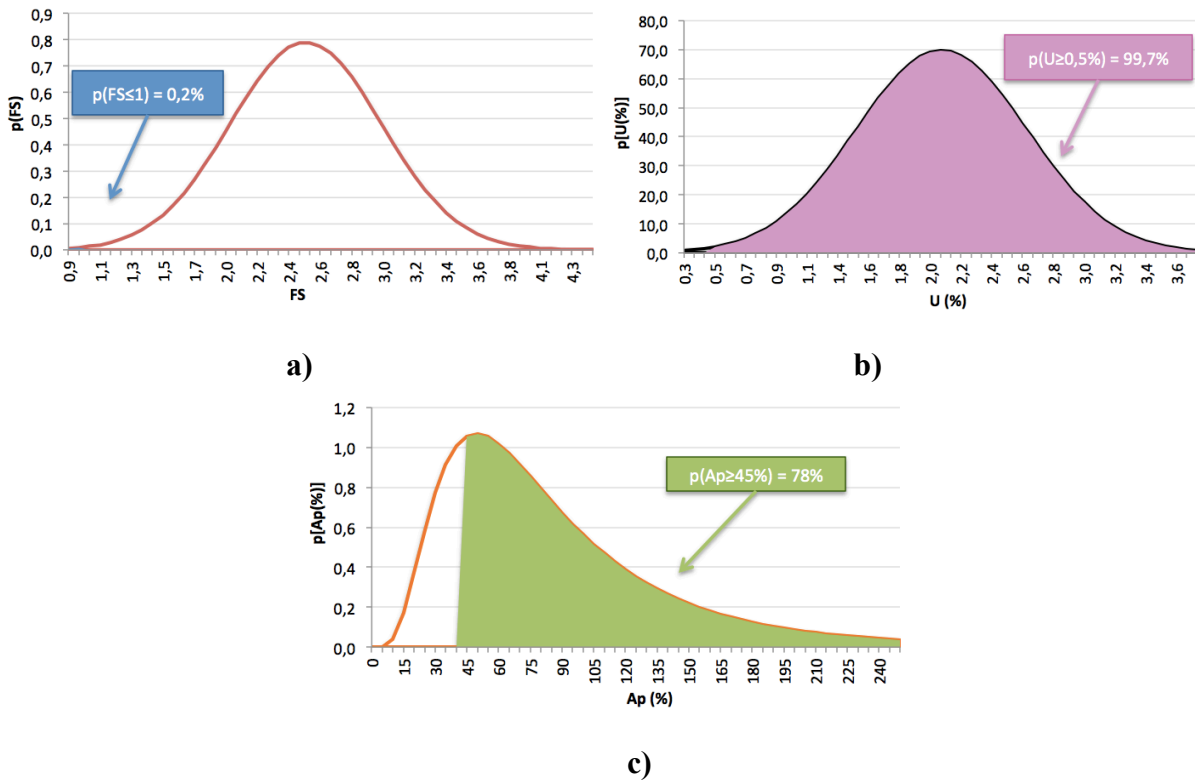 0,9
0,8
0,7
0,6
0,5
0,4
0,3
0,2
0,1
0,0
p(FS)
p(FS≤1) = 0,2%
0,9 1,1 1,3 1,5 1,7 2,0 2,2 2,4 2,6 2,8 3,0 3,3 3,6 3,8 4,1 4,3
FS
a)
80,0
70,0
60,0
50,0
40,0
30,0
20,0
10,0
0,0
p[U(%)]
p(U≥0,5%) = 99,7%
0,3 0,5 0,7 0,9 1,1 1,4 1,6 1,8 2,0 2,2 2,4 2,6 2,8 3,0 3,2 3,4 3,6
U (%)
b)
1,2
1,0
0,8
0,6
0,4
0,2
0,0
p[Ap(%)]
p(Ap≥45%) = 78%
0 15 30 45 60 75 90 105 120 135 150 165 180 195 210 225 240
Ap (%)
c)